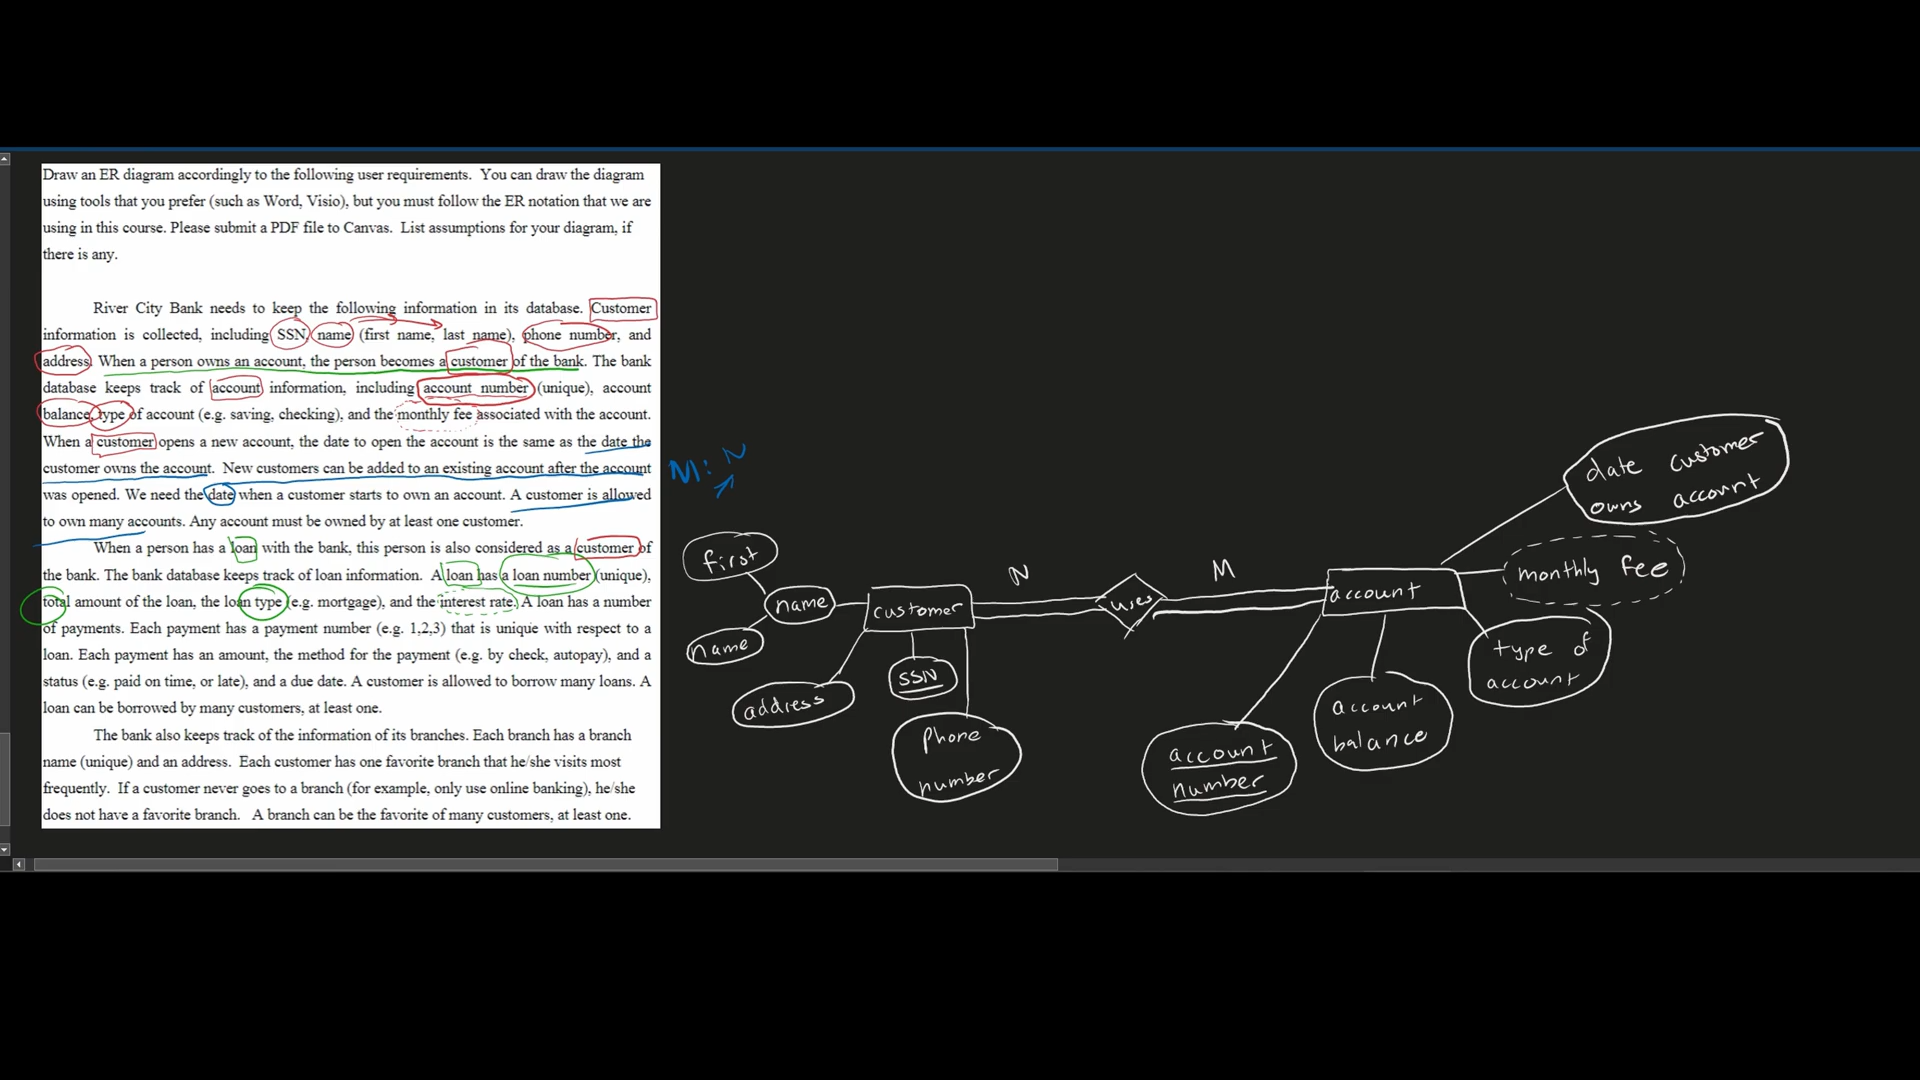 Draw an ER diagram accordingly to the following user requirements. You can draw the diagram
using tools that you prefer (such as Word, Visio), but you must follow the ER notation that we are
using in this course. Please submit a PDF file to Canvas. List assumptions for your diagram, if
there is any.
River City Bank needs to keep the following information in its database. Customer
information is collected, including SSN, name (first name, last name), phone number, and
address. When a person owns an account, the person becomes a customer of the bank. The bank
database keeps track of account information, including account number (unique), account
balance, type of account (e.g. saving, checking), and the monthly fee associated with the account.
When a customer opens a new account, the date to open the account is the same as the date the
customer owns the account. New customers can be added to an existing account after the account
was opened. We need the date when a customer starts to own an account. A customer is allowed
to own many accounts. Any account must be owned by at least one customer.
When a person has a loan with the bank, this person is also considered as a customer of
the bank. The bank database keeps track of loan information. A loan has a loan number (unique),
total amount of the loan, the loan type (e.g. mortgage), and the interest rate. A loan has a number
of payments. Each payment has a payment number (e.g. 1,2,3) that is unique with respect to a
loan. Each payment has an amount, the method for the payment (e.g. by check, autopay), and a
status (e.g. paid on time, or late), and a due date. A customer is allowed to borrow many loans. A
loan can be borrowed by many customers, at least one.
The bank also keeps track of the information of its branches. Each branch has a branch
name (unique) and an address. Each customer has one favorite branch that he/she visits most
frequently. If a customer never goes to a branch (for example, only use online banking), he/she
does not have a favorite branch. A branch can be the favorite of many customers, at least one.
M:N
first
name
name
customer
address
SSN
phone
number
N
uses
M
account
date customer
owns account
monthly fee
type of
account
account
balance
account
number